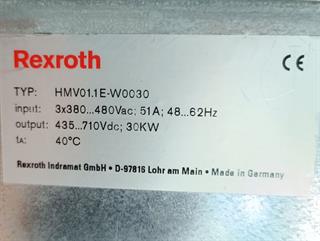 Rexroth
CE
TYP: HMV01.1E-W0030
input: 3x380...480Vac; 51A; 48...62Hz
output: 435...710Vdc; 30KW
tA: 40°C
Rexroth Indramat GmbH • D-97816 Lohr am Main • Made in Germany